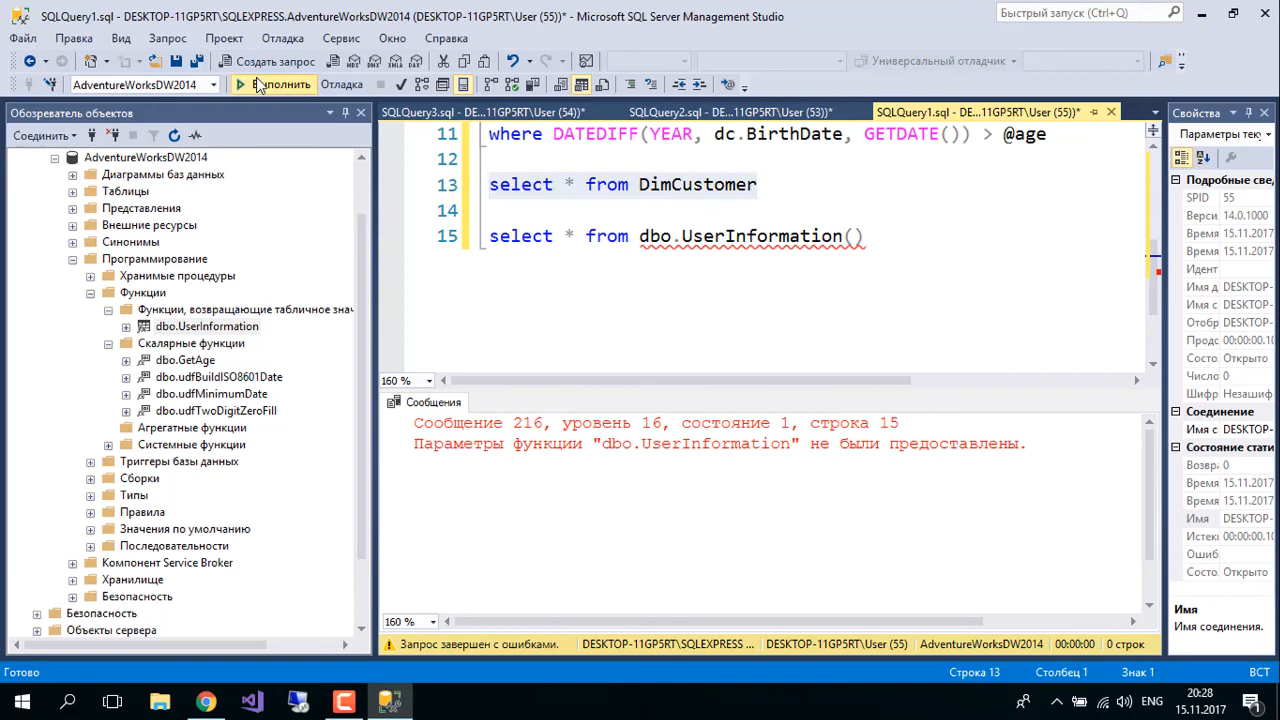 SQLQuery1.sql - DESKTOP-11GP5RT\SQLEXPRESS.AdventureWorksDW2014 (DESKTOP-11GP5RT\User (55))* - Microsoft SQL Server Management Studio
Быстрый запуск (Ctrl+Q)
Файл Правка Вид Запрос Проект Отладка Сервис Окно Справка
Создать запрос MDX DMX XMLA DAX Универсальный отладчик
AdventureWorksDW2014 Выполнить Отладка
Обозреватель объектов
SQLQuery3.sql - DE...11GP5RT\User (54))* SQLQuery2.sql - DE...11GP5RT\User (53))* SQLQuery1.sql - DE...11GP5RT\User (55))*
Соединить
AdventureWorksDW2014
Диаграммы баз данных
Таблицы
Представления
Внешние ресурсы
Синонимы
Программирование
Хранимые процедуры
Функции
Функции, возвращающие табличное знач
dbo.UserInformation
Скалярные функции
dbo.GetAge
dbo.udfBuildISO8601Date
dbo.udfMinimumDate
dbo.udfTwoDigitZeroFill
Агрегатные функции
Системные функции
Триггеры базы данных
Сборки
Типы
Правила
Значения по умолчанию
Последовательности
Компонент Service Broker
Хранилище
Безопасность
Безопасность
Объекты сервера
11 where DATEDIFF(YEAR, dc.BirthDate, GETDATE()) > @age
12
13 select * from DimCustomer
14
15 select * from dbo.UserInformation()
160 %
Сообщения
Сообщение 216, уровень 16, состояние 1, строка 15
Параметры функции "dbo.UserInformation" не были предоставлены.
160 %
Запрос завершен с ошибками. DESKTOP-11GP5RT\SQLEXPRESS ... DESKTOP-11GP5RT\User (55) AdventureWorksDW2014 00:00:00 0 строк
Свойства
Параметры тек
Подробные све
SPID 55
Верси 14.0.1000
Время 15.11.2017
Время 15.11.2017
Идент
Имя д DESKTOP-
Имя с DESKTOP-
Отобр DESKTOP-
Продс 00:00:00.10
Состо Открыто
Число 0
Шифр Незашиф
Соединение
Имя с DESKTOP-
Состояние стати
Возвра 0
Время 15.11.2017
Время 15.11.2017
Имя DESKTOP-
Истек 00:00:00.10
Ошиб
Состо Открыто
Имя
Имя соединения.
Готово Строка 13 Столбец 1 Знак 1 ВСТ
ENG 20:28
15.11.2017
1